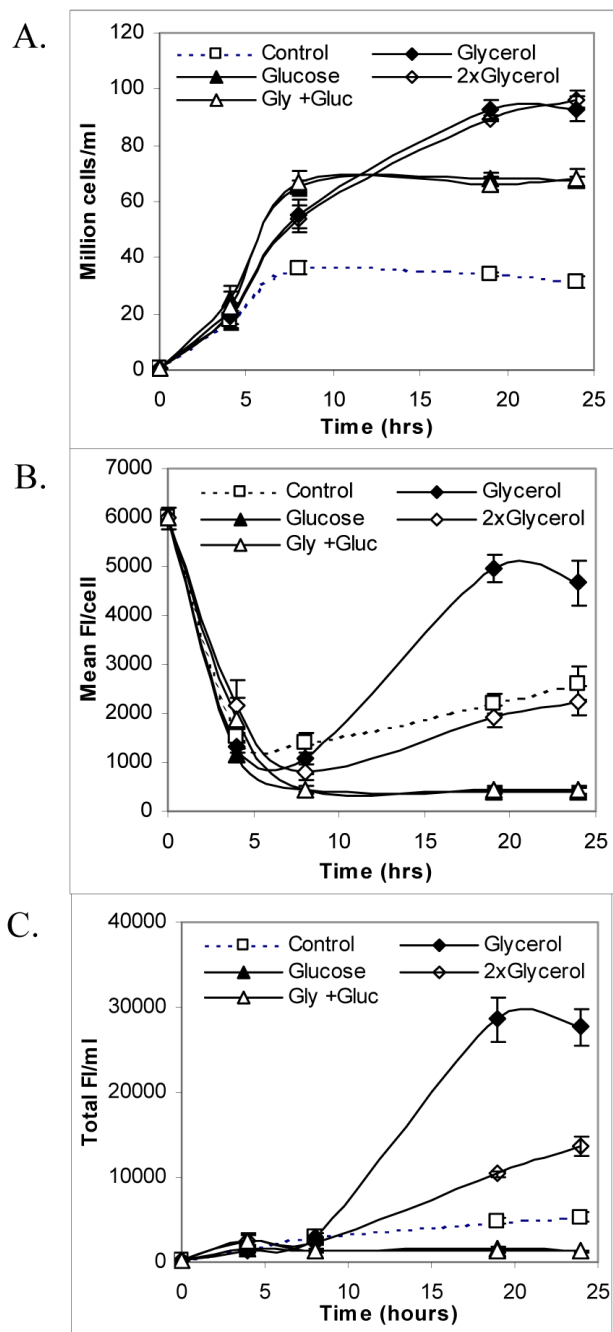 A.
120
100
80
60
40
20
0
Million cells/ml
Control
Glycerol
Glucose
2xGlycerol
Gly +Gluc
0 5 10 15 20 25
Time (hrs)
B.
7000
6000
5000
4000
3000
2000
1000
0
Mean Fl/cell
Control
Glycerol
Glucose
2xGlycerol
Gly +Gluc
0 5 10 15 20 25
Time (hrs)
C.
40000
30000
20000
10000
0
Total Fl/ml
Control
Glycerol
Glucose
2xGlycerol
Gly +Gluc
0 5 10 15 20 25
Time (hours)